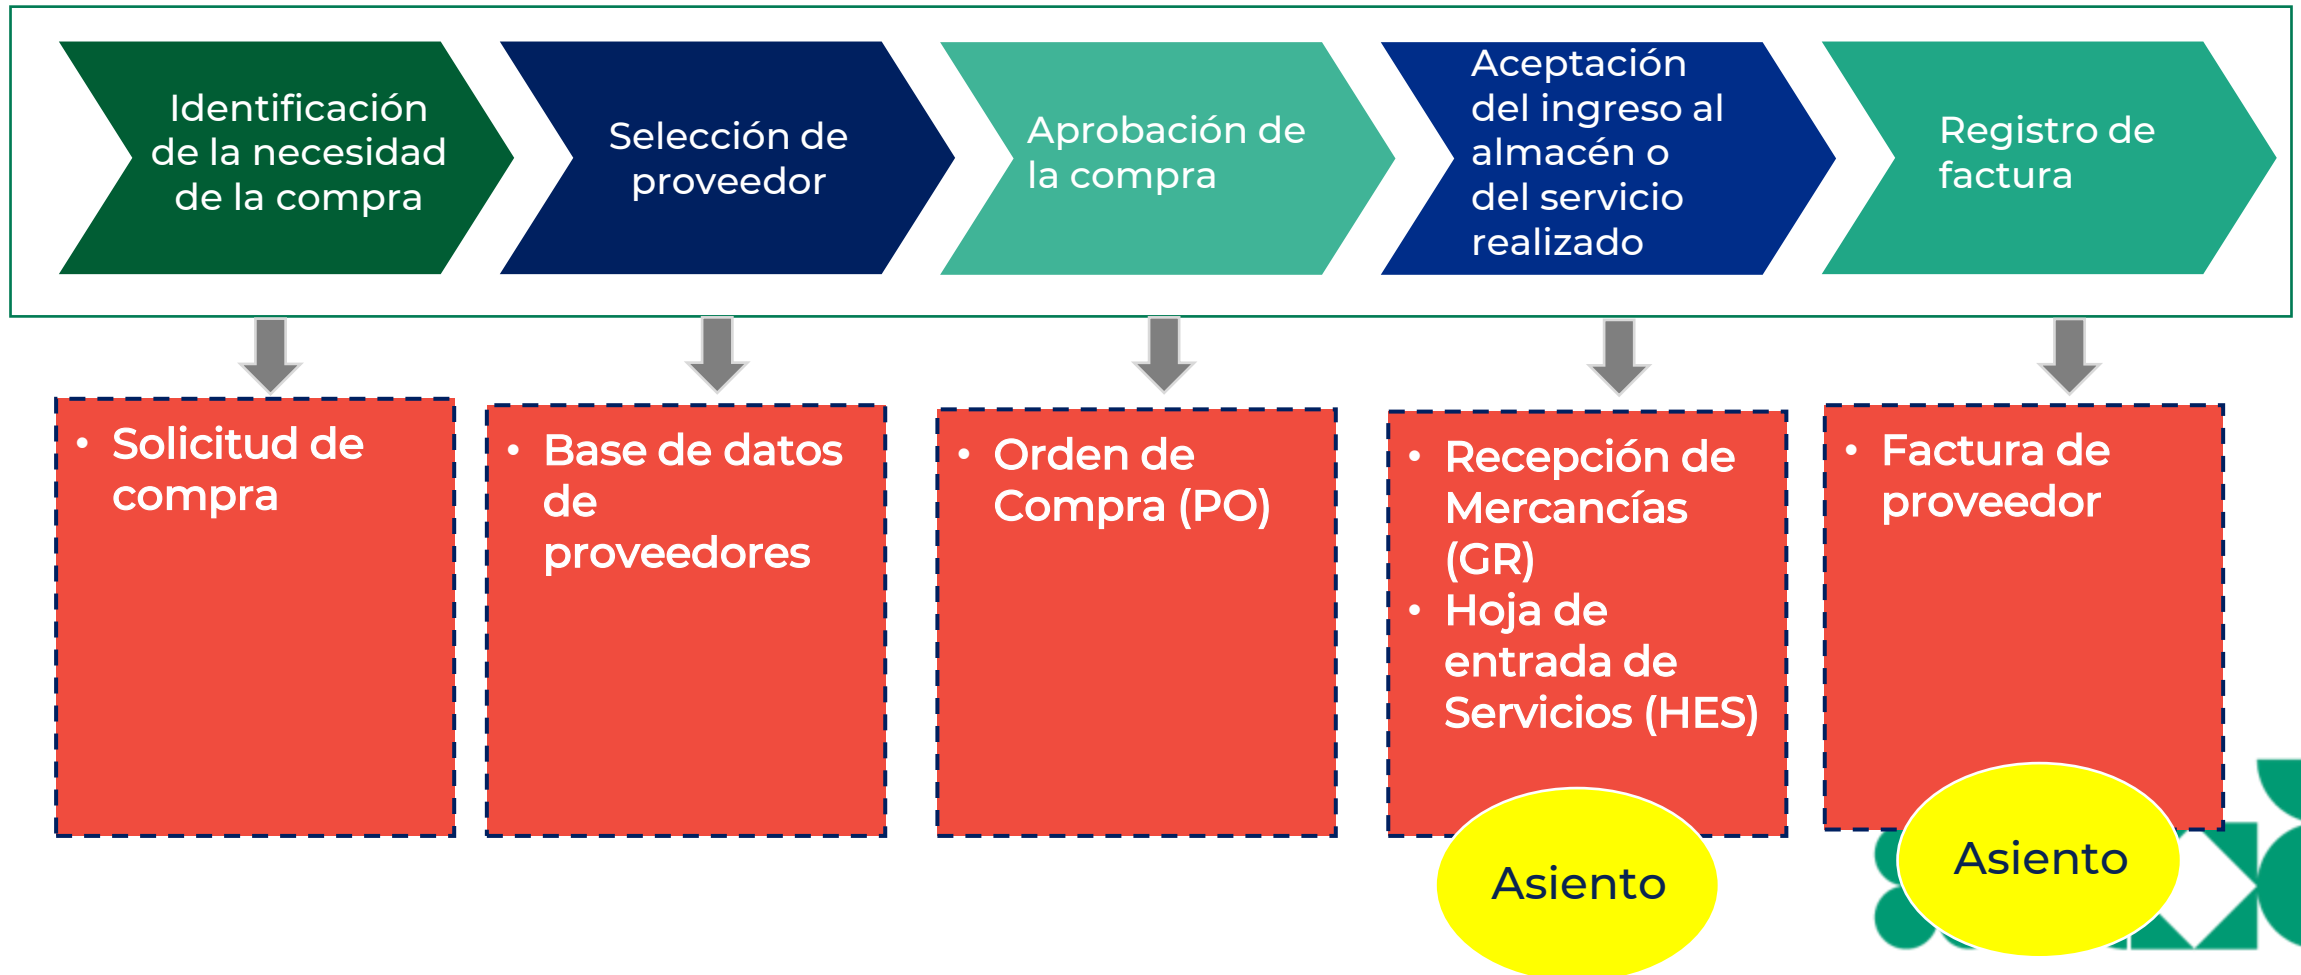 Identificación
de la necesidad
de la compra
Selección de
proveedor
Aprobación de
la compra
Aceptación
del ingreso al
almacén o
del servicio
realizado
Registro de
factura
• Solicitud de
compra
• Base de datos
de
proveedores
• Orden de
Compra (PO)
• Recepción de
Mercancías
(GR)
• Hoja de
entrada de
Servicios (HES)
• Factura de
proveedor
Asiento
Asiento